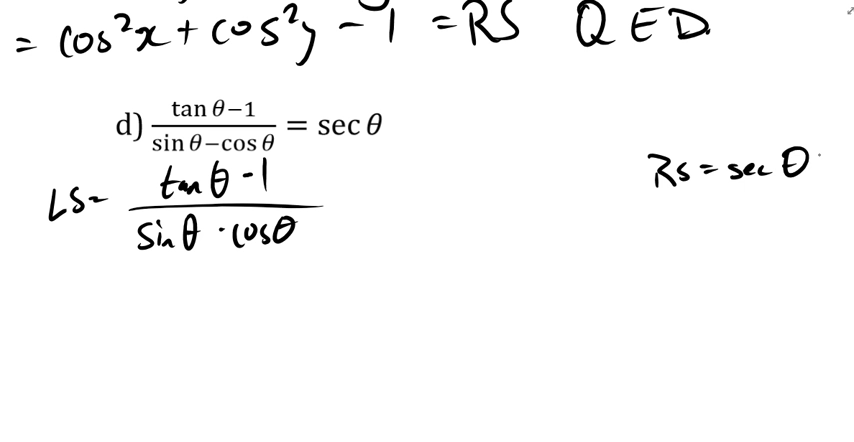 = cos²x + cos²y - 1 = RS QED
d) (tan θ−1)/(sin θ−cos θ) = sec θ
LS = (tan θ - 1)/(sin θ · cos θ)
RS = sec θ